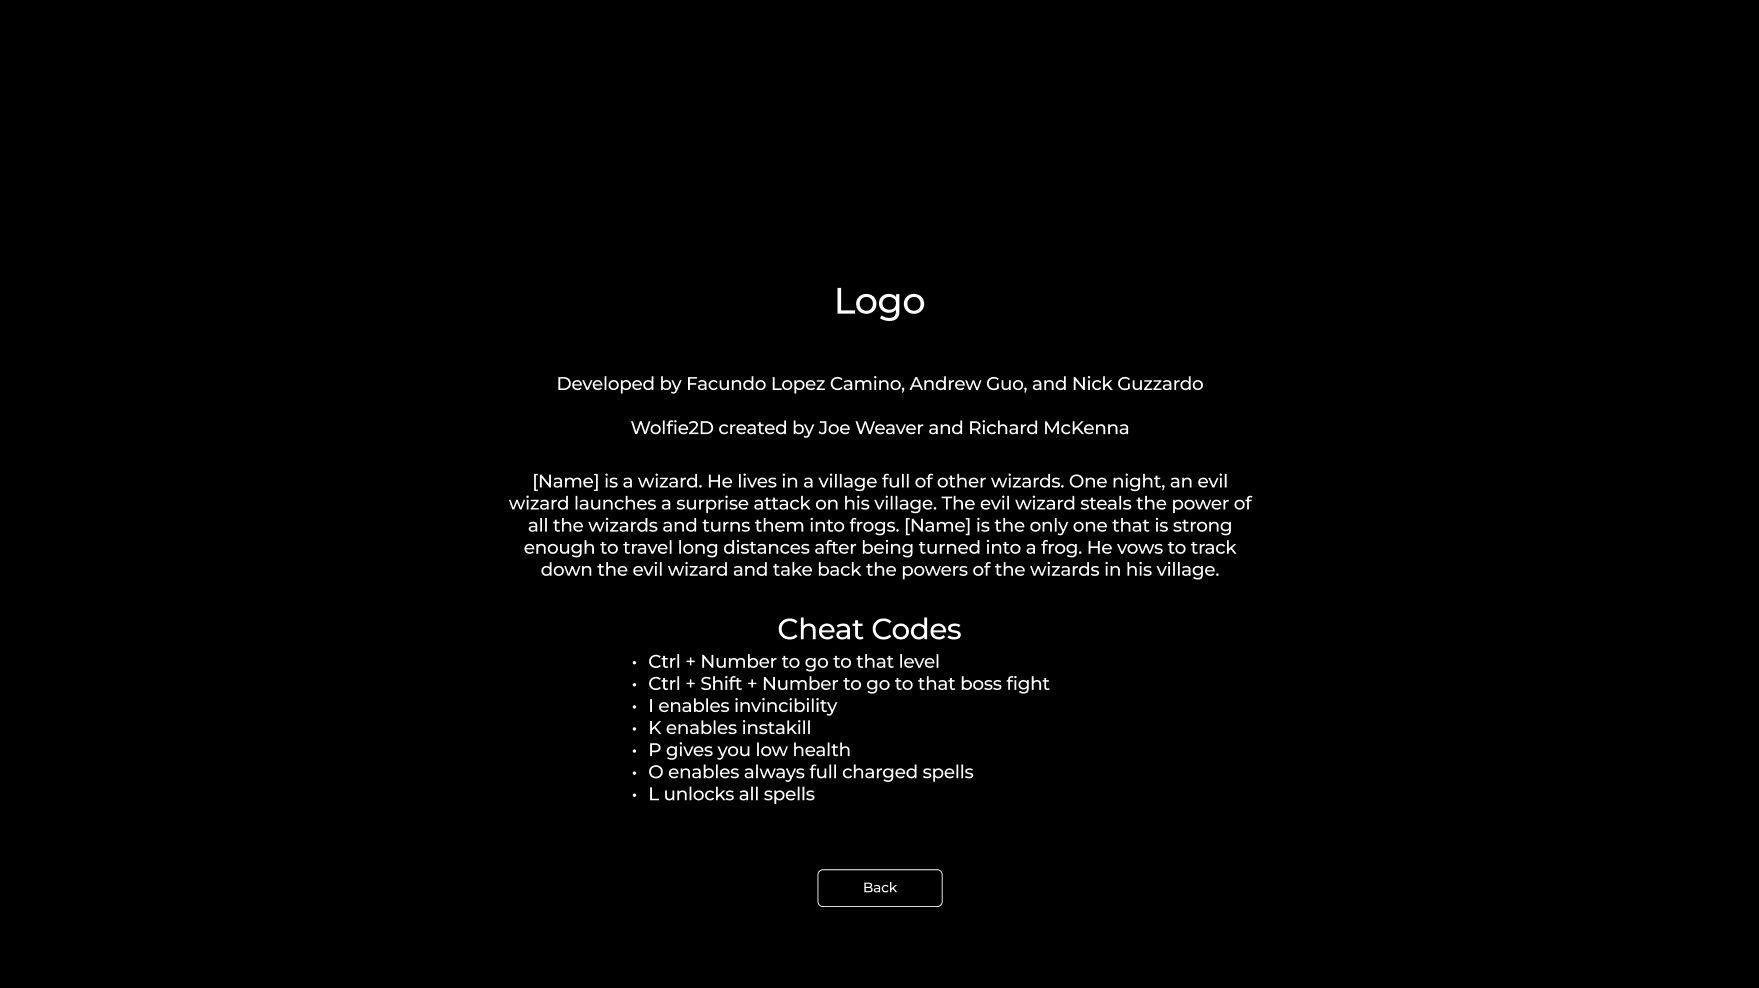 Logo
Developed by Facundo Lopez Camino, Andrew Guo, and Nick Guzzardo
Wolfie2D created by Joe Weaver and Richard McKenna
[Name] is a wizard. He lives in a village full of other wizards. One night, an evil
wizard launches a surprise attack on his village. The evil wizard steals the power of
all the wizards and turns them into frogs. [Name] is the only one that is strong
enough to travel long distances after being turned into a frog. He vows to track
down the evil wizard and take back the powers of the wizards in his village.
Cheat Codes
• Ctrl + Number to go to that level
• Ctrl + Shift + Number to go to that boss fight
• I enables invincibility
• K enables instakill
• P gives you low health
• O enables always full charged spells
• L unlocks all spells
Back